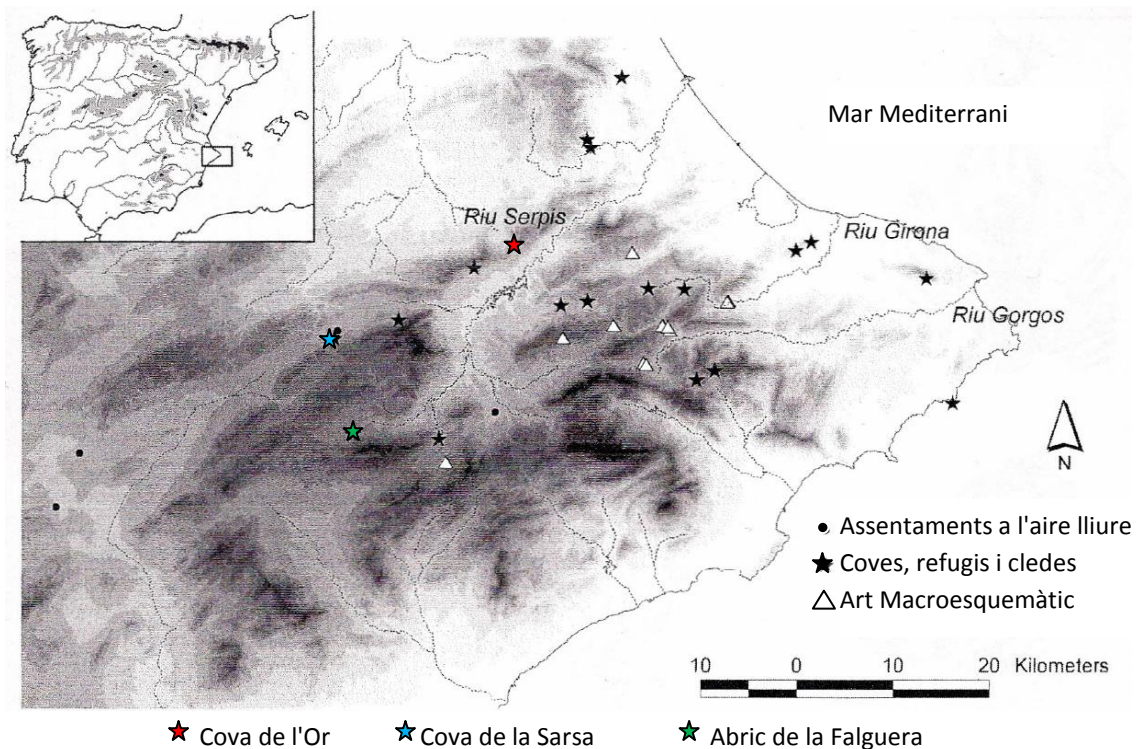 Mar Mediterrani
Riu Serpis
Riu Girona
Riu Gorgos
N
Assentaments a l'aire lliure
Coves, refugis i cledes
Art Macroesquemàtic
10 0 10 20 Kilometers
Cova de l'Or Cova de la Sarsa Abric de la Falguera